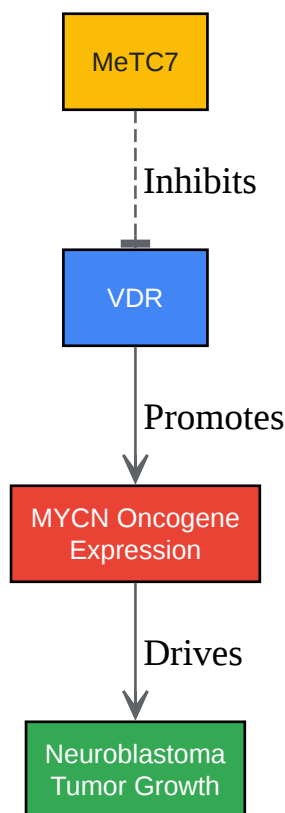 MeTC7
Inhibits
VDR
Promotes
MYCN Oncogene
Expression
Drives
Neuroblastoma
Tumor Growth